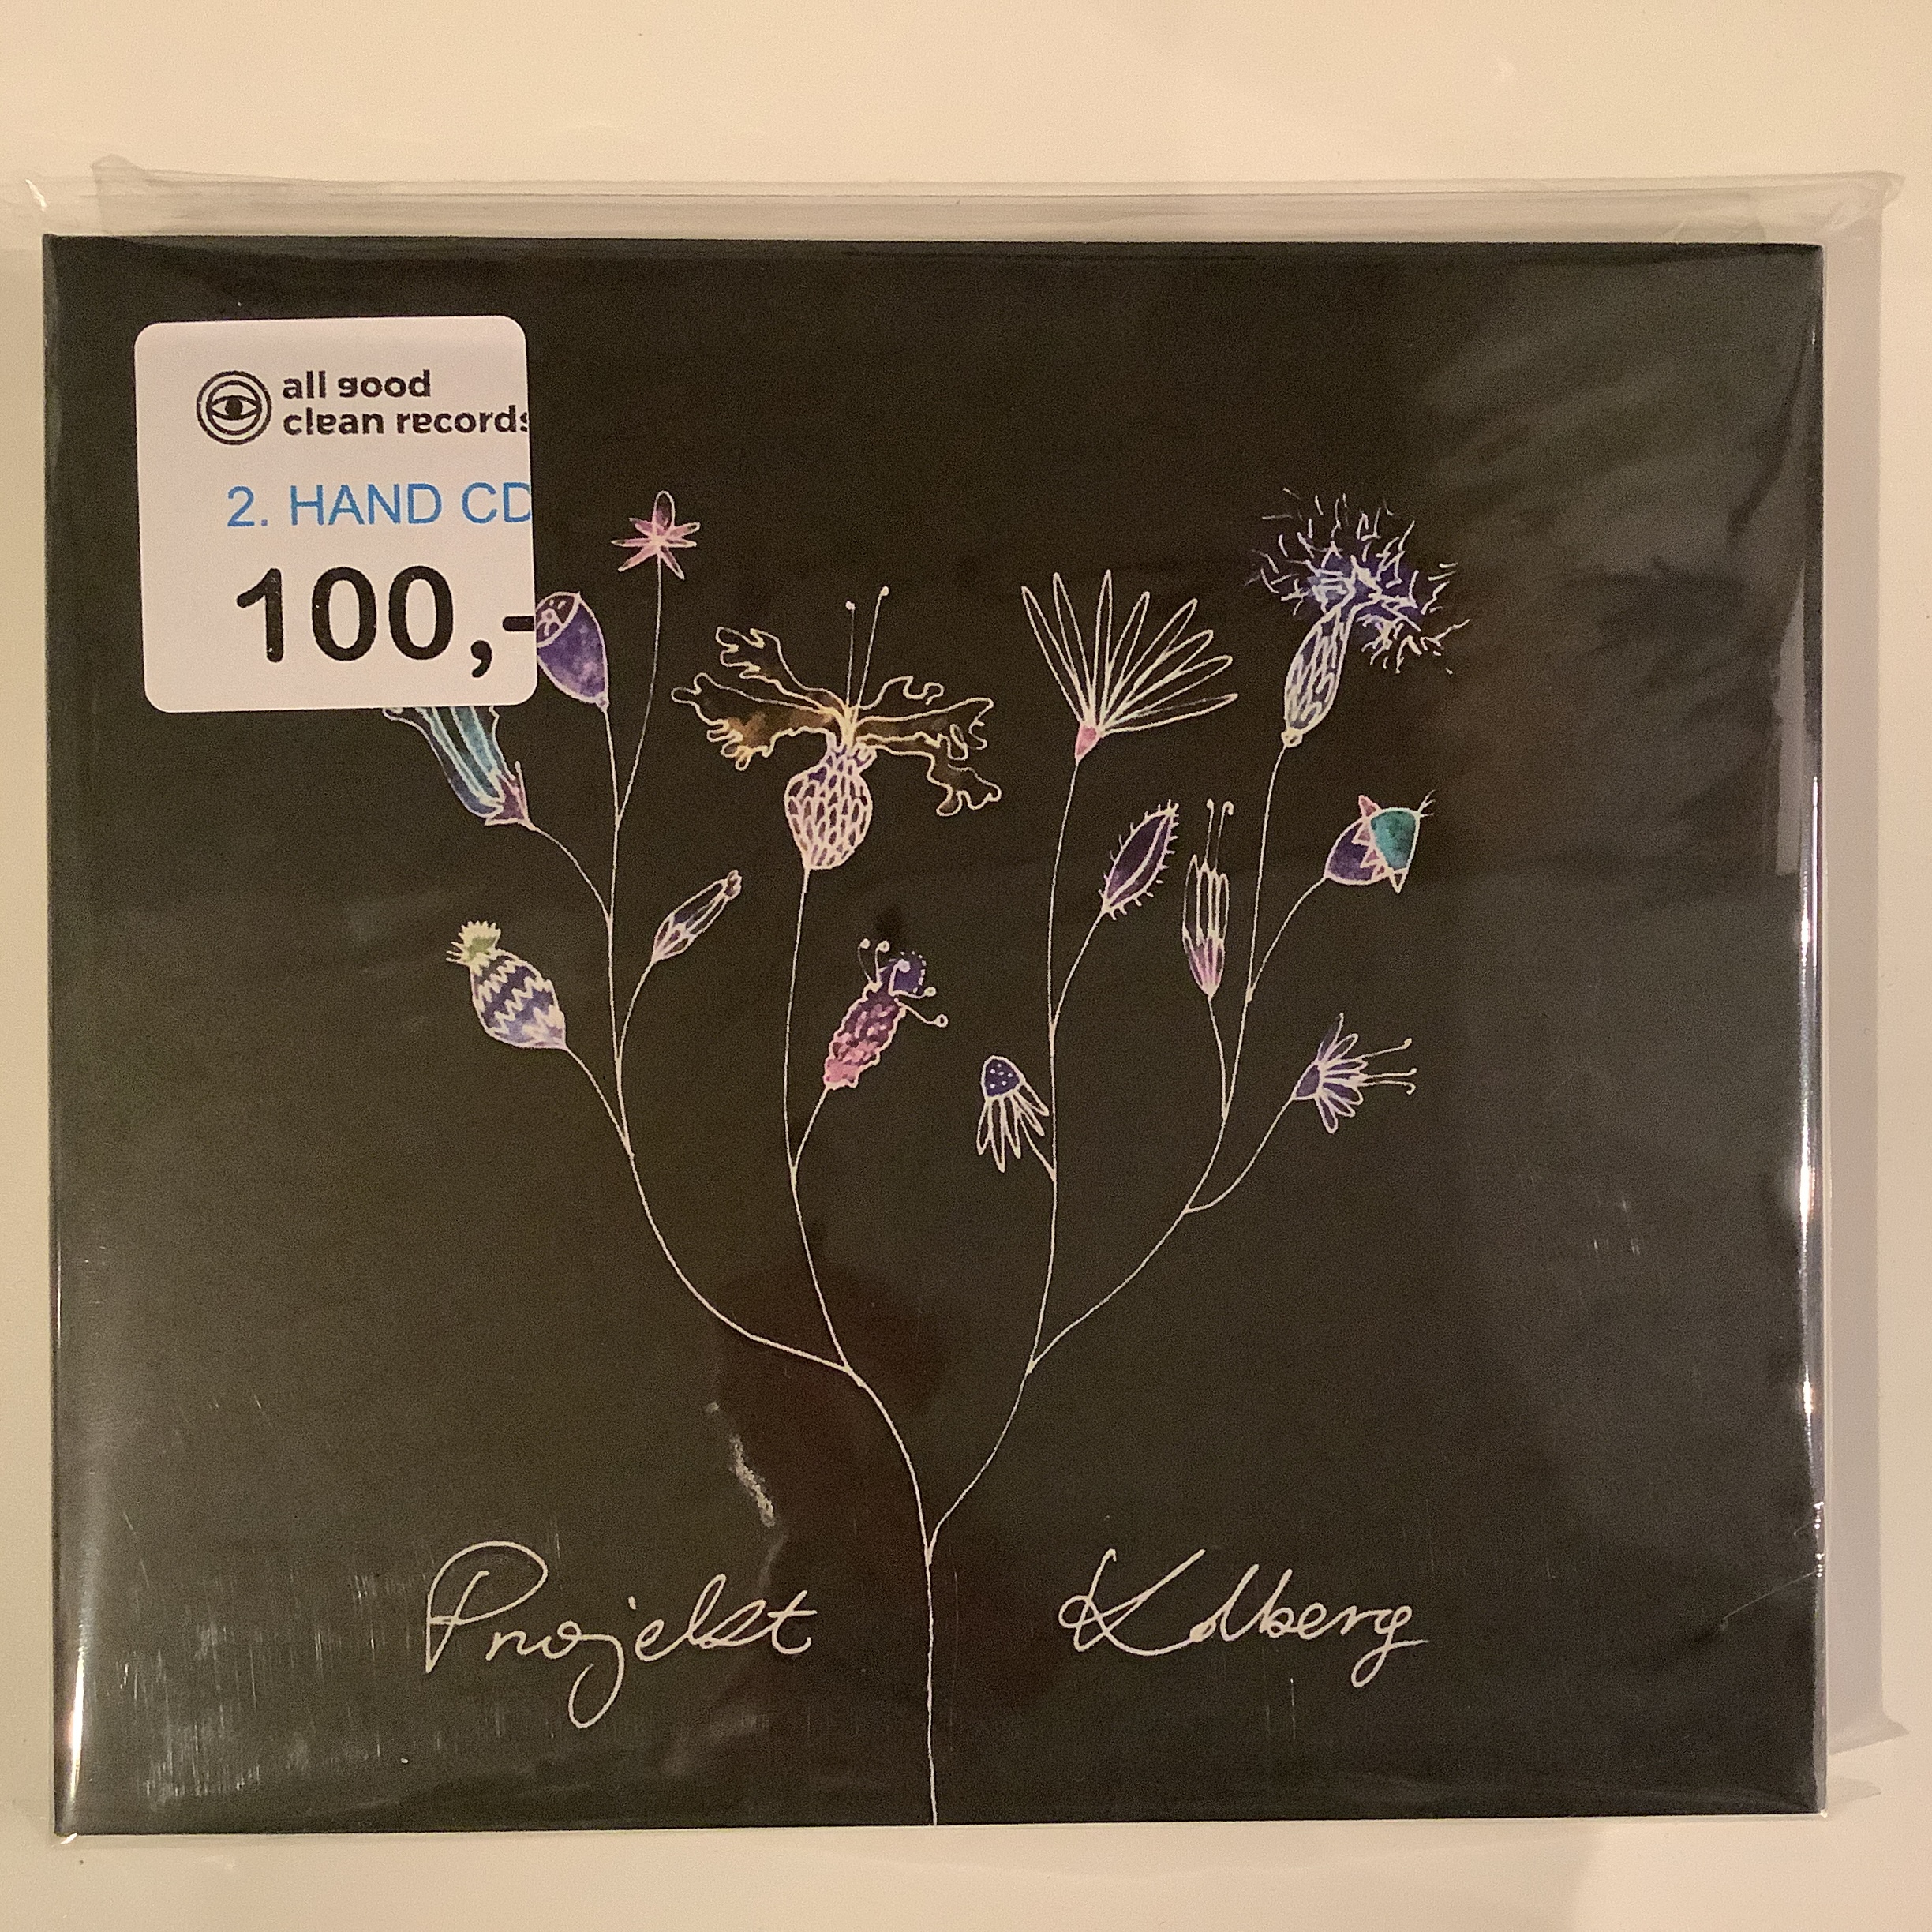 all good
clean records
2. HAND CD
100,-
Projekt Kolberg